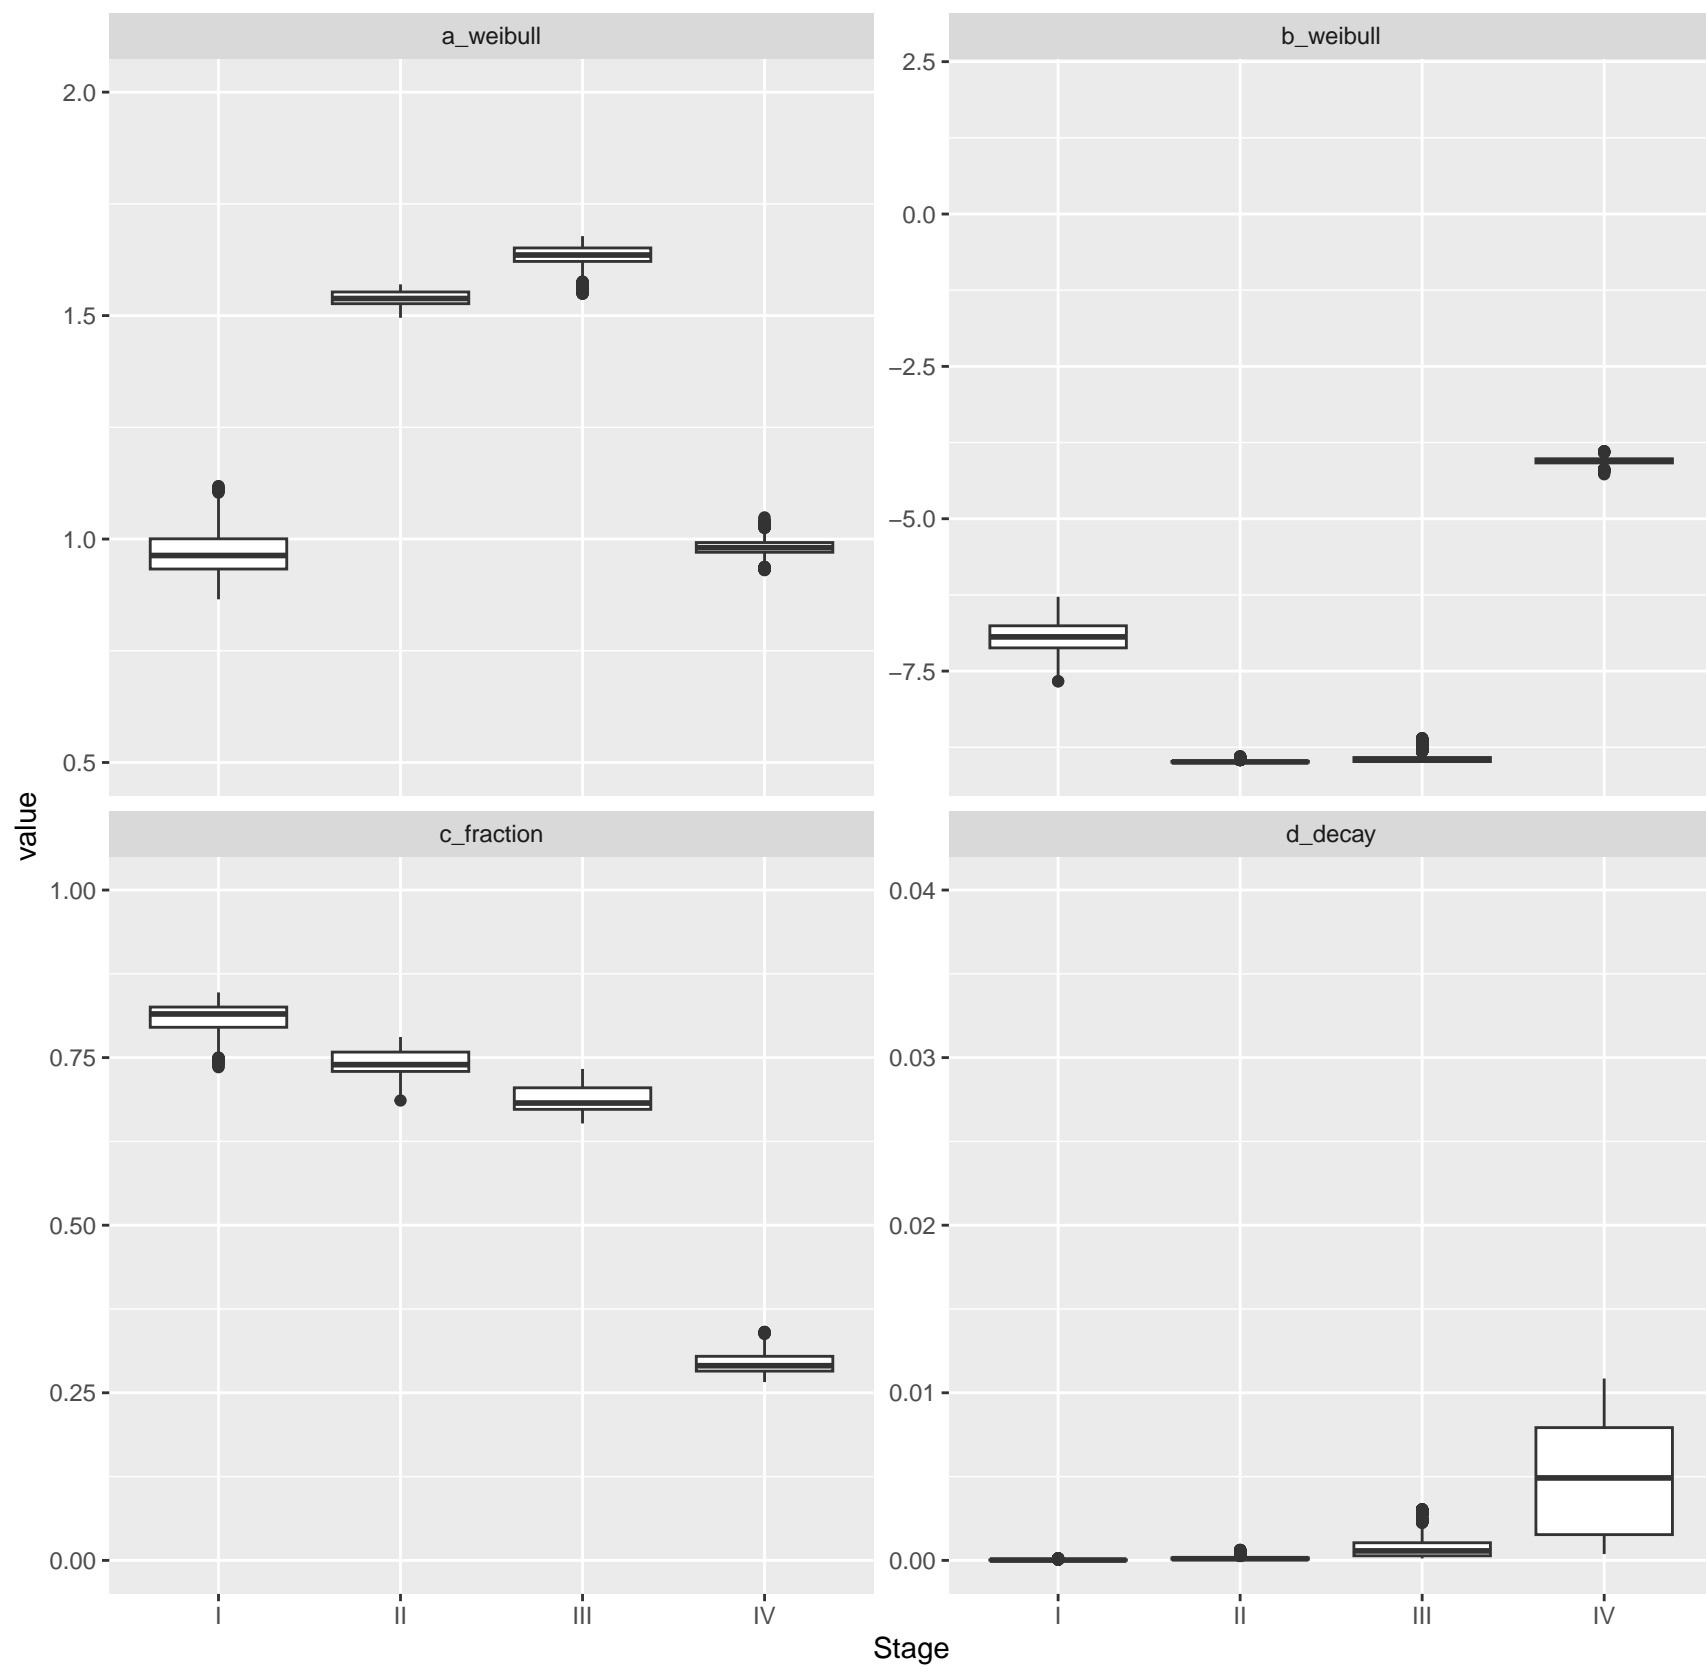 a_weibull
b_weibull
2.0
1.5
1.0
0.5
2.5
0.0
−2.5
−5.0
−7.5
value
c_fraction
d_decay
1.00
0.75
0.50
0.25
0.00
0.04
0.03
0.02
0.01
0.00
I II III IV
I II III IV
Stage